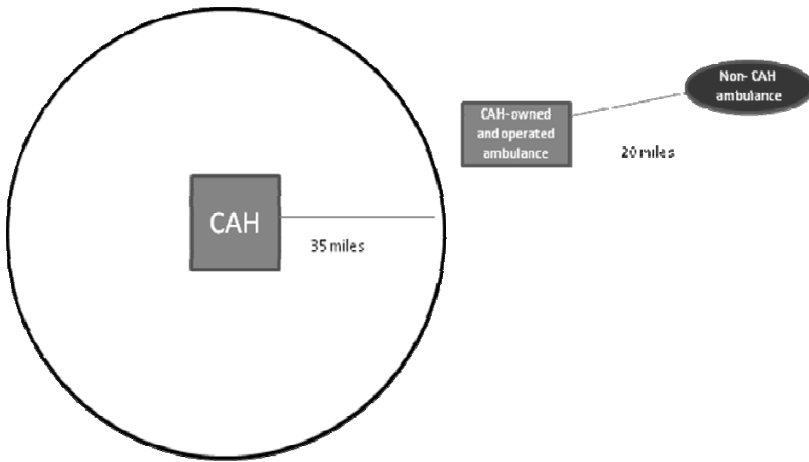 Non- CAH
ambulance
CAH-owned
and operated
ambulance
20 miles
CAH
35 miles